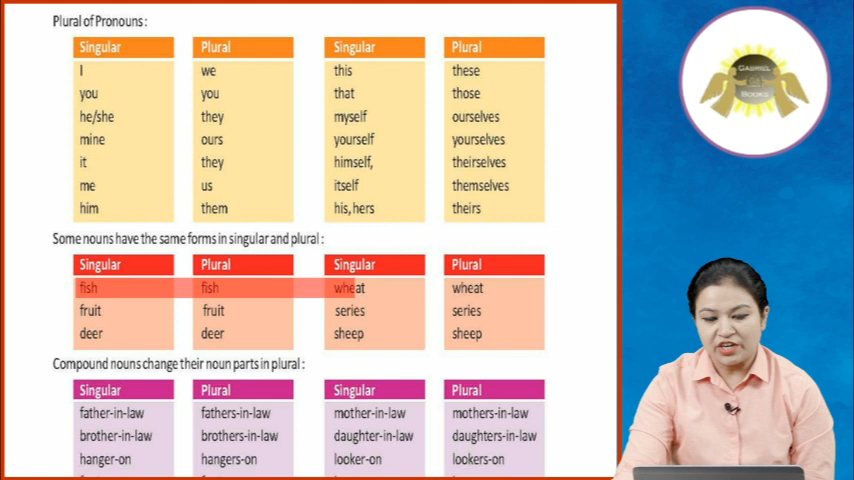 Plural of Pronouns :
Singular Plural Singular Plural
I we this these
you you that those
he/she they myself ourselves
mine ours yourself yourselves
it they himself, theirselves
me us itself themselves
him them his, hers theirs
Some nouns have the same forms in singular and plural :
Singular Plural Singular Plural
fish fish wheat wheat
fruit fruit series series
deer deer sheep sheep
Compound nouns change their noun parts in plural :
Singular Plural Singular Plural
father-in-law fathers-in-law mother-in-law mothers-in-law
brother-in-law brothers-in-law daughter-in-law daughters-in-law
hanger-on hangers-on looker-on lookers-on
GABRIEL
BOOKS